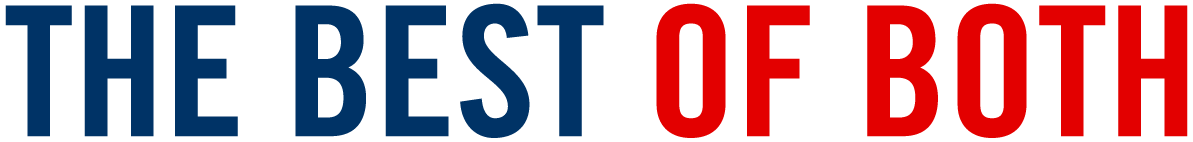 THE BEST OF BOTH